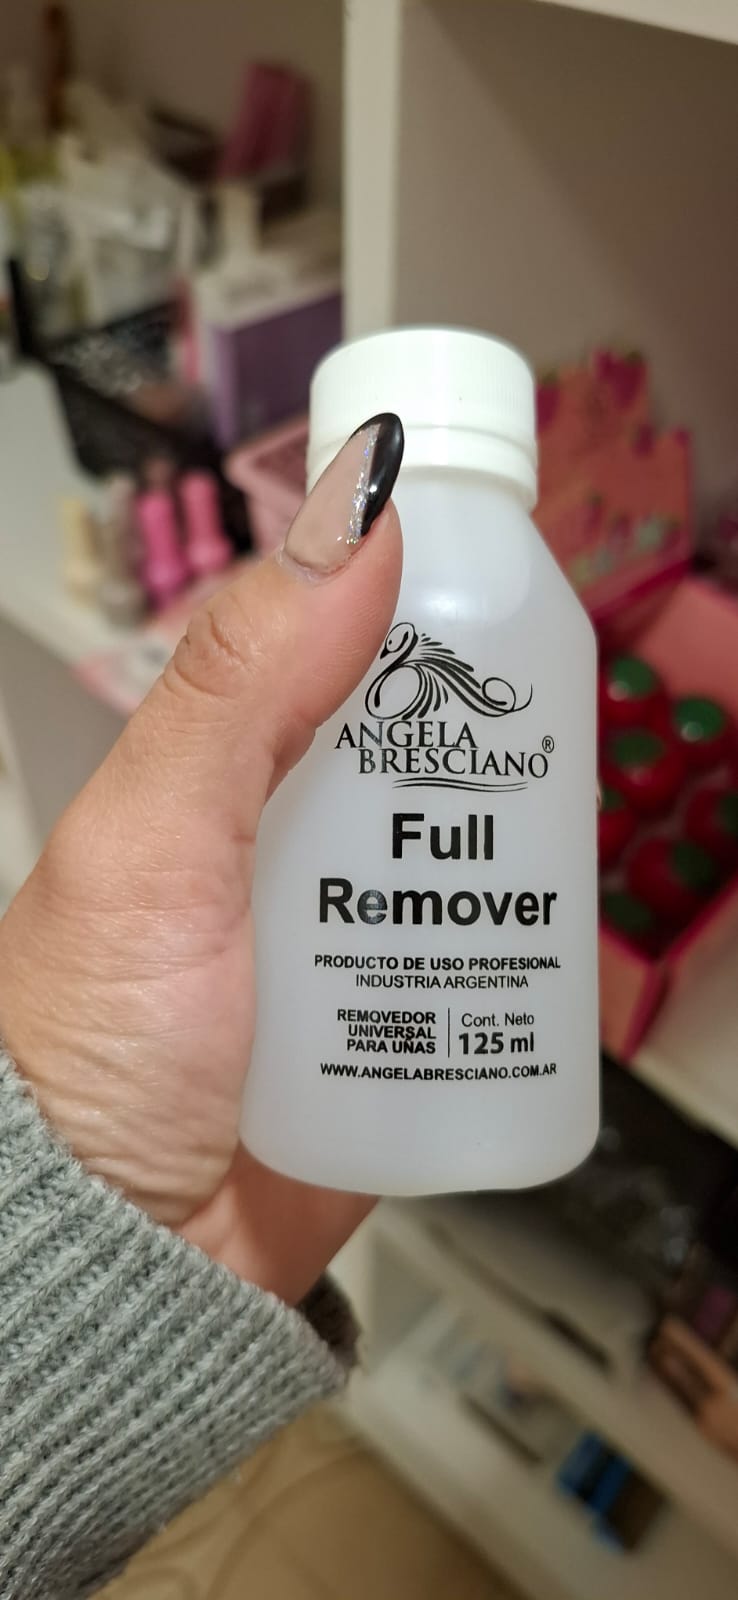 ANGELA
BRESCIANO®
Full
Remover
PRODUCTO DE USO PROFESIONAL
INDUSTRIA ARGENTINA
REMOVEDOR
UNIVERSAL
PARA UÑAS
Cont. Neto
125 ml
WWW.ANGELABRESCIANO.COM.AR